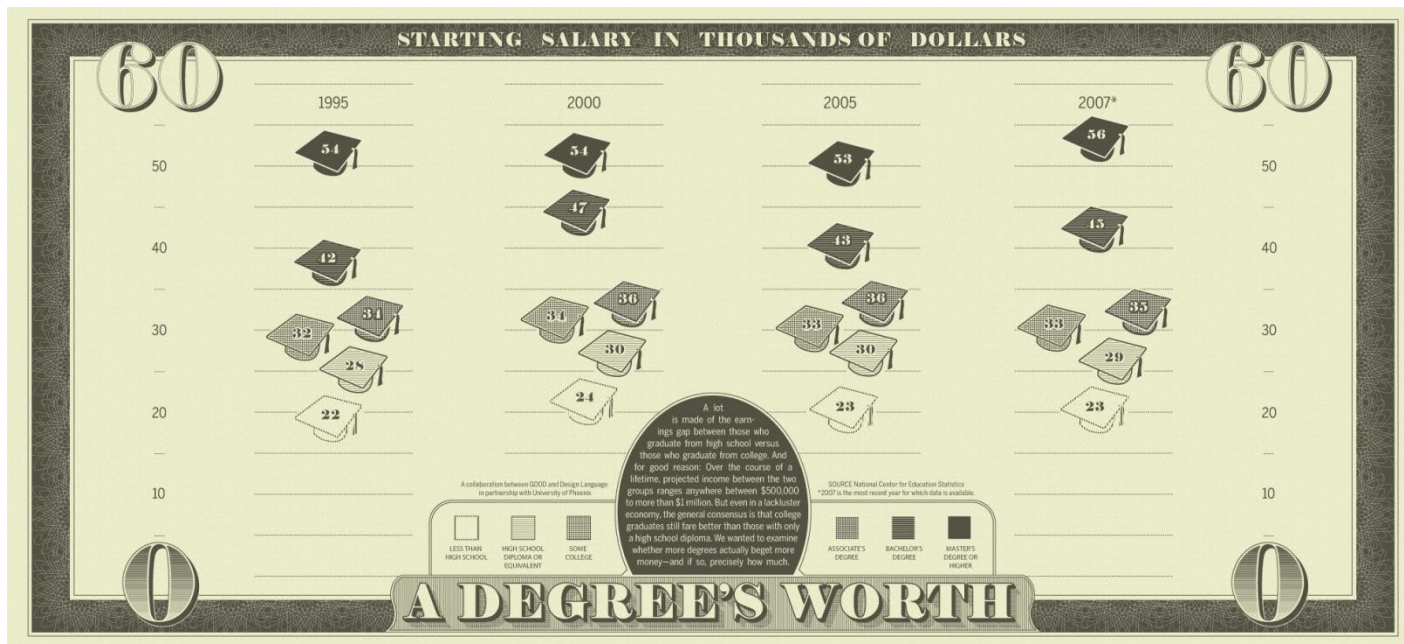 STARTING SALARY IN THOUSANDS OF DOLLARS
60
60
1995
2000
2005
2007*
50
40
30
20
10
0
54
42
34
32
28
22
54
47
36
34
30
24
53
43
36
33
30
23
56
45
35
33
29
23
50
40
30
20
10
0
A collaboration between GOOD and Design Language
in partnership with University of Phoenix
LESS THAN
HIGH SCHOOL
HIGH SCHOOL
DIPLOMA OR
EQUIVALENT
SOME
COLLEGE
A lot
is made of the earn-
ings gap between those who
graduate from high school versus
those who graduate from college. And
for good reason: Over the course of a
lifetime, projected income between the two
groups ranges anywhere between $500,000
to more than $1 million. But even in a lackluster
economy, the general consensus is that college
graduates still fare better than those with only
a high school diploma. We wanted to examine
whether more degrees actually beget more
money—and if so, precisely how much.
SOURCE National Center for Education Statistics
*2007 is the most recent year for which data is available.
ASSOCIATE'S
DEGREE
BACHELOR'S
DEGREE
MASTER'S
DEGREE OR
HIGHER
A DEGREE'S WORTH